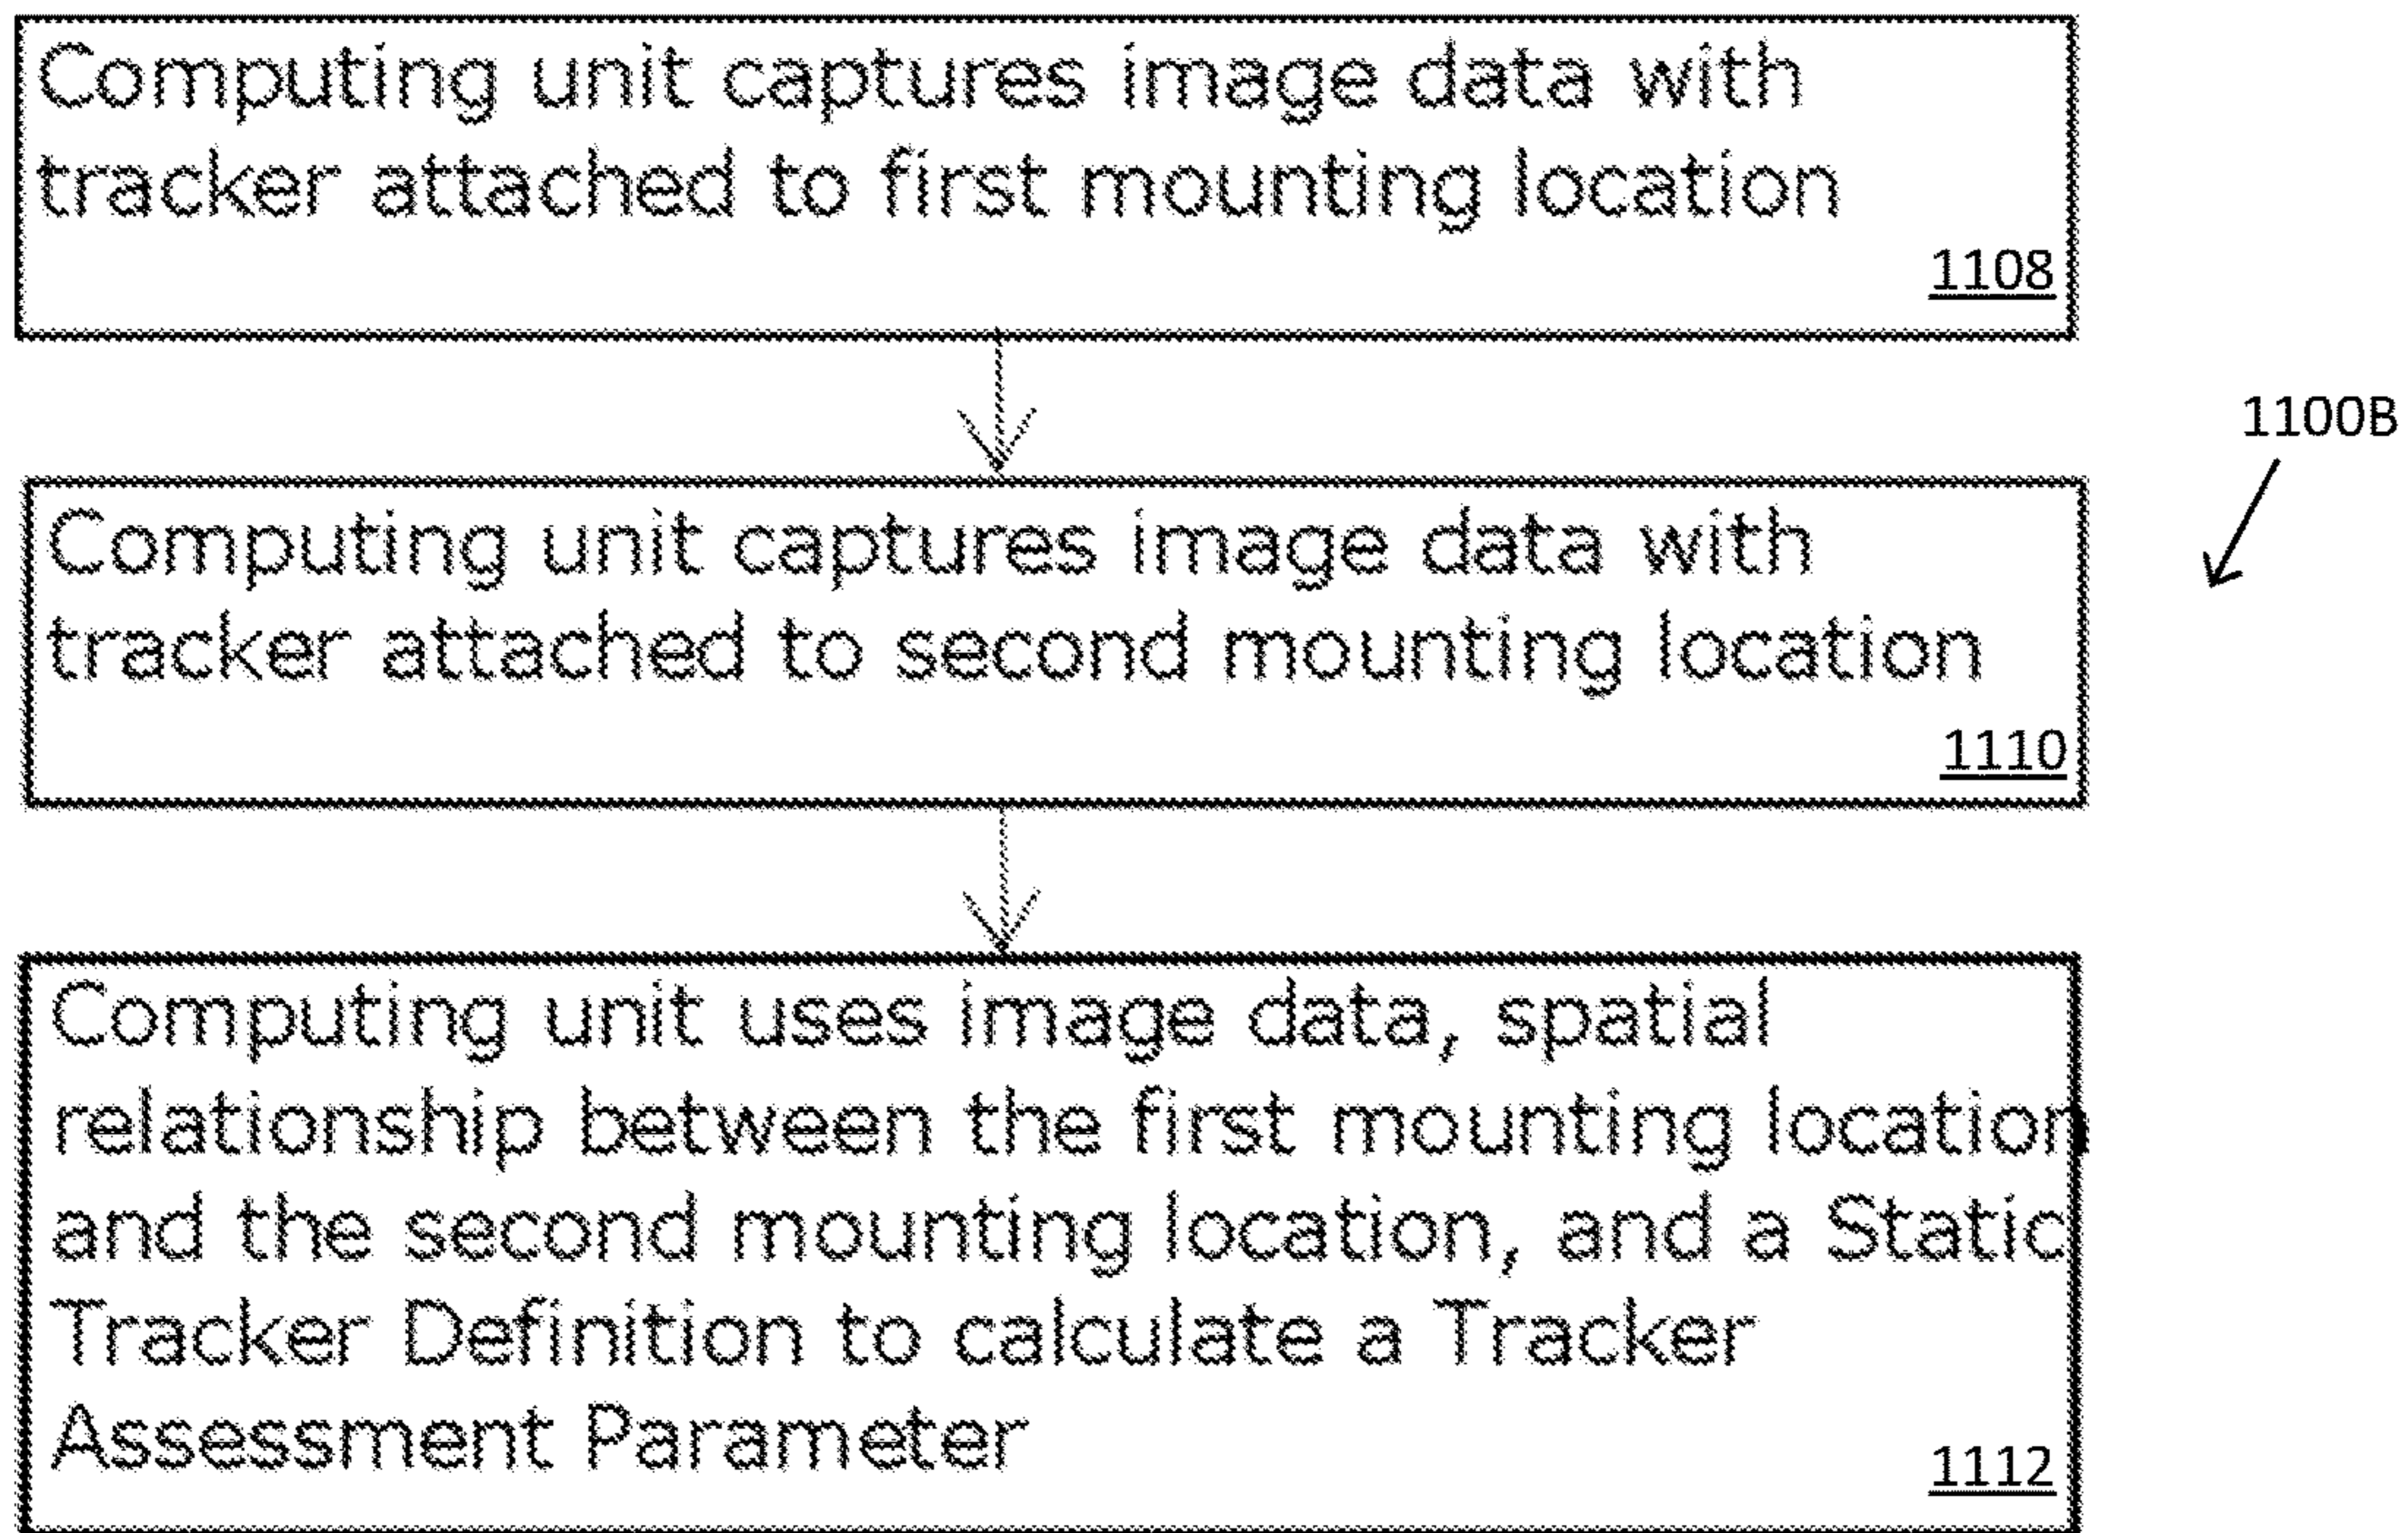 Computing unit captures image data with
tracker attached to first mounting location
1108
1100B
Computing unit captures image data with
tracker attached to second mounting location
1110
Computing unit uses image data, spatial
relationship between the first mounting location
and the second mounting location, and a Static
Tracker Definition to calculate a Tracker
Assessment Parameter
1112